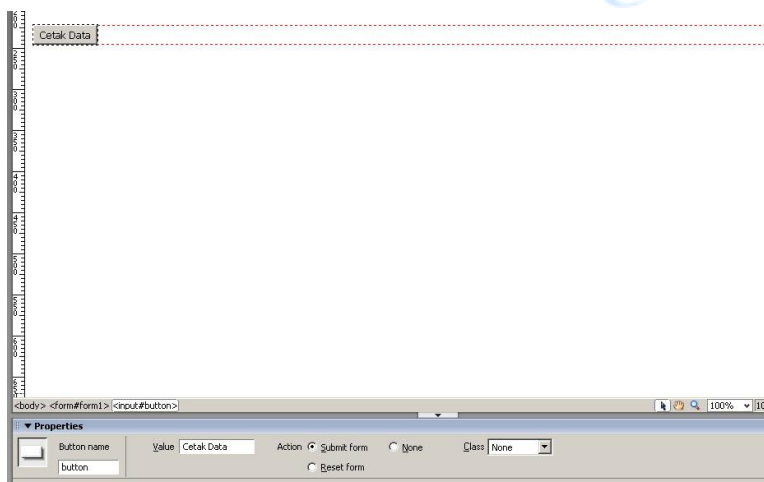 Cetak Data
<body> <form#form1> <input#button>
100%
Properties
Button name
Value Cetak Data
Action Submit form None
Class None
button
Reset form